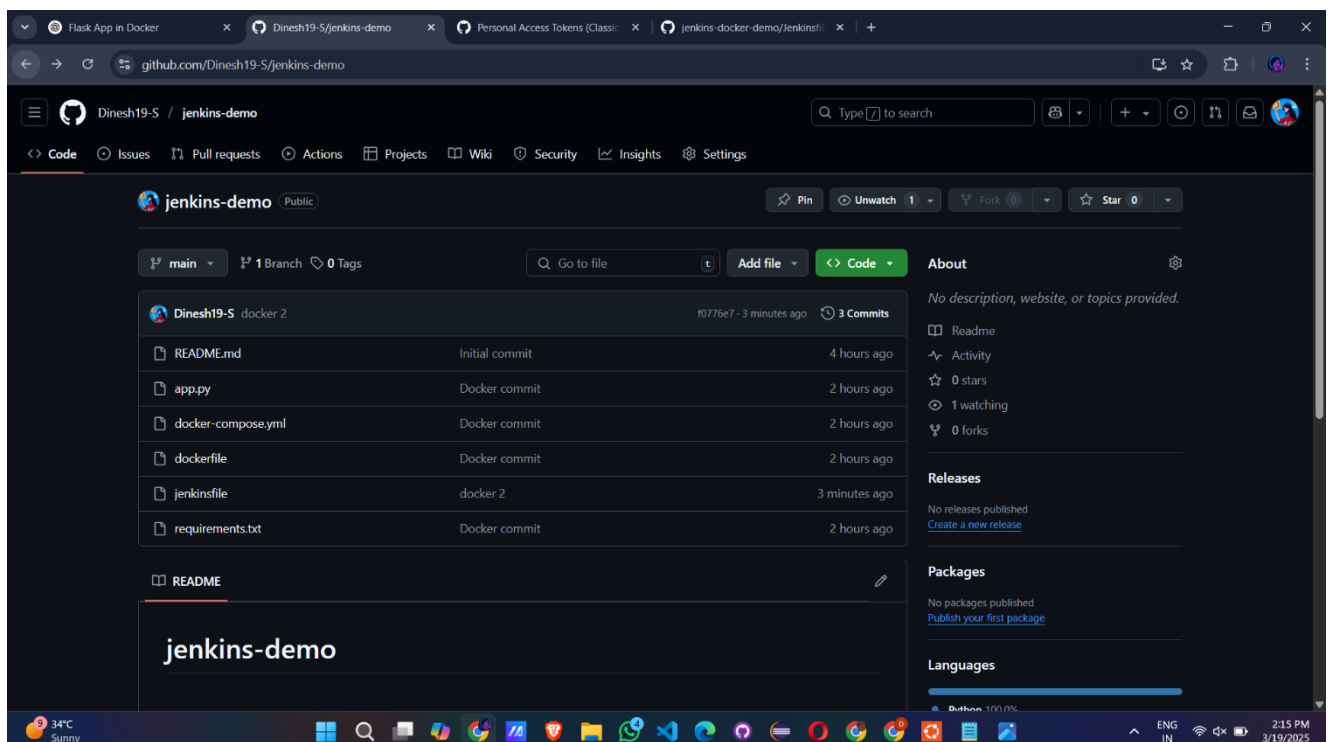 Flask App in Docker
Dinesh19-S/jenkins-demo
Personal Access Tokens (Classic
jenkins-docker-demo/Jenkinsfil
github.com/Dinesh19-S/jenkins-demo
Dinesh19-S / jenkins-demo
Type / to search
Code Issues Pull requests Actions Projects Wiki Security Insights Settings
jenkins-demo Public
Pin Unwatch 1 Fork 0 Star 0
main 1 Branch 0 Tags Go to file t Add file Code
Dinesh19-S docker 2 f0776e7 · 3 minutes ago 3 Commits
README.md Initial commit 4 hours ago
app.py Docker commit 2 hours ago
docker-compose.yml Docker commit 2 hours ago
dockerfile Docker commit 2 hours ago
jenkinsfile docker 2 3 minutes ago
requirements.txt Docker commit 2 hours ago
README
jenkins-demo
About
No description, website, or topics provided.
Readme
Activity
0 stars
1 watching
0 forks
Releases
No releases published
Create a new release
Packages
No packages published
Publish your first package
Languages
Python 100.0%
9
34°C
Sunny
4
ENG
IN
2:15 PM
3/19/2025